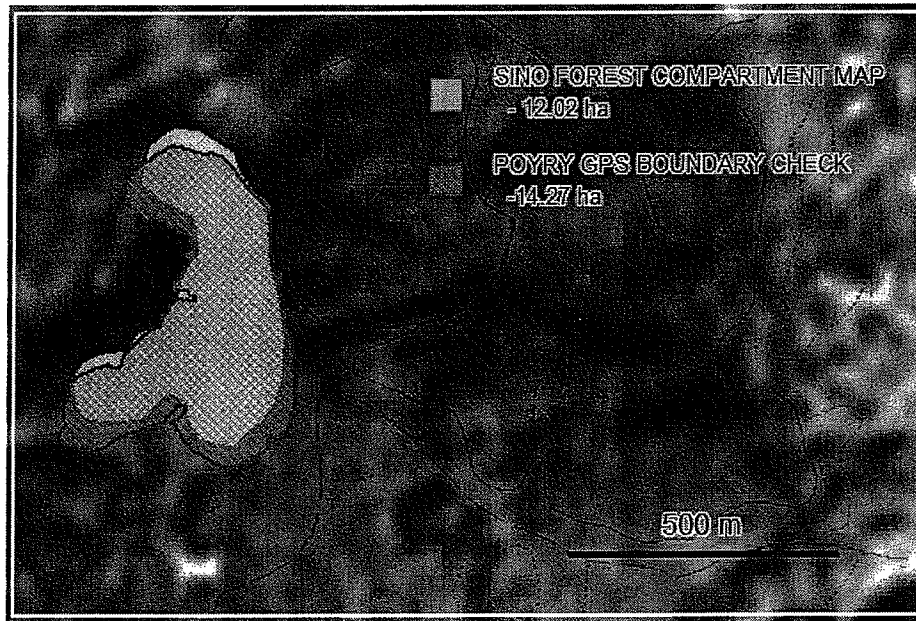 SINO FOREST COMPARTMENT MAP
- 12.02 ha
POYRY GPS BOUNDARY CHECK
-14.27 ha
500 m